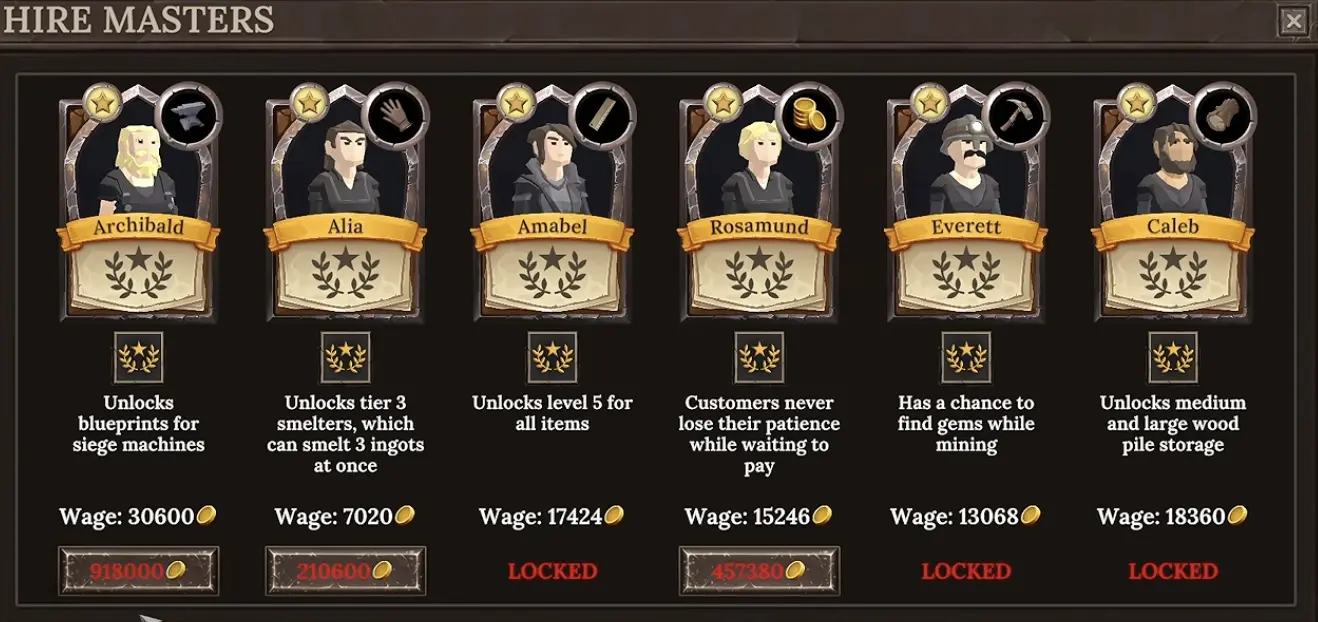 HIRE MASTERS
Archibald
Alia
Amabel
Rosamund
Everett
Caleb
Unlocks
blueprints for
siege machines
Unlocks tier 3
smelters, which
can smelt 3 ingots
at once
Unlocks level 5 for
all items
Customers never
lose their patience
while waiting to
pay
Has a chance to
find gems while
mining
Unlocks medium
and large wood
pile storage
Wage: 30600
Wage: 7020
Wage: 17424
Wage: 15246
Wage: 13068
Wage: 18360
918000
210600
LOCKED
457380
LOCKED
LOCKED